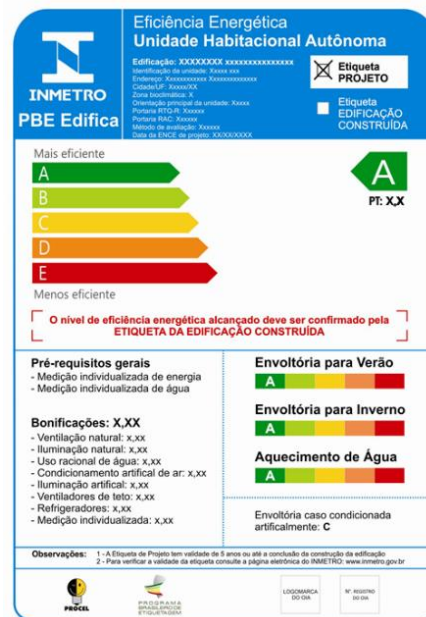 Eficiência Energética
Unidade Habitacional Autônoma
INMETRO
PBE Edifica
Edificação: XXXXXXXX xxxxxxxxxxxxxxx
Identificação da unidade: Xxxxx xxx
Endereço: Xxxxxxxxxxxx Xxxxxxxxxxxxxx
Cidade/UF: Xxxxx/XX
Zona bioclimática: X
Orientação principal da unidade: Xxxxx
Portaria RTQ-R: Xxxxxx
Portaria RAC: Xxxxxx
Método de avaliação: Xxxxxx
Data da ENCE de projeto: XX/XX/XXXX
Etiqueta
PROJETO
Etiqueta
EDIFICAÇÃO
CONSTRUÍDA
Mais eficiente
A
B
C
D
E
Menos eficiente
A
PT: X,X
O nível de eficiência energética alcançado deve ser confirmado pela
ETIQUETA DA EDIFICAÇÃO CONSTRUÍDA
Pré-requisitos gerais
- Medição individualizada de energia
- Medição individualizada de água
Bonificações: X,XX
- Ventilação natural: x,xx
- Iluminação natural: x,xx
- Uso racional de água: x,xx
- Condicionamento artificial de ar: x,xx
- Iluminação artifical: x,xx
- Ventiladores de teto: x,xx
- Refrigeradores: x,xx
- Medição individualizada: x,xx
Envoltória para Verão
A
Envoltória para Inverno
A
Aquecimento de Água
A
Envoltória caso condicionada
artificalmente: C
Observações: 1 - A Etiqueta de Projeto tem validade de 5 anos ou até a conclusão da construção da edificação
2 - Para verificar a validade da etiqueta consulte a página eletrônica do INMETRO: www.inmetro.gov.br
PROCEL
PROGRAMA
BRASILEIRO DE
ETIQUETAGEM
LOGOMARCA
DO OIA
N°. REGISTRO
DO OIA